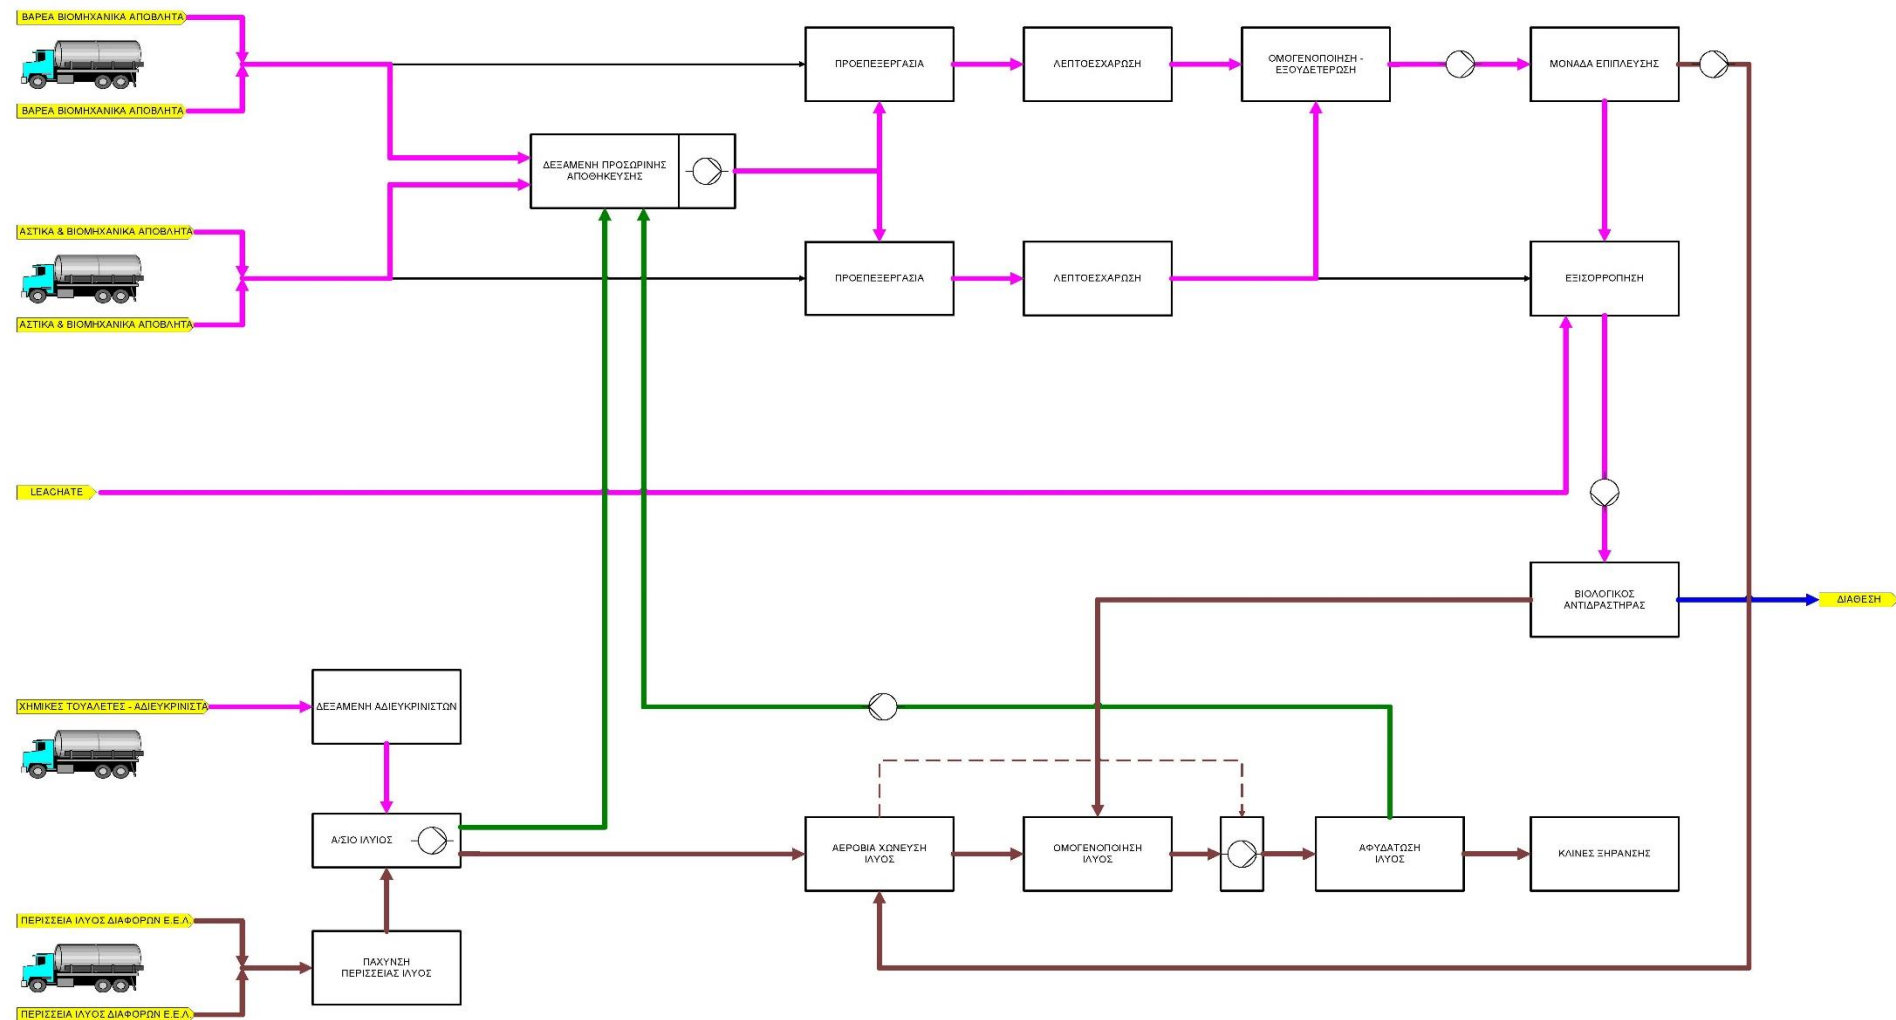 ΒΑΡΕΑ ΒΙΟΜΗΧΑΝΙΚΑ ΑΠΟΒΛΗΤΑ
ΠΡΟΕΠΕΞΕΡΓΑΣΙΑ
ΛΕΠΤΟΕΣΧΑΡΩΣΗ
ΟΜΟΓΕΝΟΠΟΙΗΣΗ -
ΕΞΟΥΔΕΤΕΡΩΣΗ
ΜΟΝΑΔΑ ΕΠΙΠΛΕΥΣΗΣ
ΒΑΡΕΑ ΒΙΟΜΗΧΑΝΙΚΑ ΑΠΟΒΛΗΤΑ
ΔΕΞΑΜΕΝΗ ΠΡΟΣΩΡΙΝΗΣ
ΑΠΟΘΗΚΕΥΣΗΣ
ΑΣΤΙΚΑ & ΒΙΟΜΗΧΑΝΙΚΑ ΑΠΟΒΛΗΤΑ
ΠΡΟΕΠΕΞΕΡΓΑΣΙΑ
ΛΕΠΤΟΕΣΧΑΡΩΣΗ
ΕΞΙΣΟΡΡΟΠΗΣΗ
ΑΣΤΙΚΑ & ΒΙΟΜΗΧΑΝΙΚΑ ΑΠΟΒΛΗΤΑ
LEACHATE
ΒΙΟΛΟΓΙΚΟΣ
ΑΝΤΙΔΡΑΣΤΗΡΑΣ
ΔΙΑΘΕΣΗ
ΧΗΜΙΚΕΣ ΤΟΥΑΛΕΤΕΣ - ΑΔΙΕΥΚΡΙΝΙΣΤΑ
ΔΕΞΑΜΕΝΗ ΑΔΙΕΥΚΡΙΝΙΣΤΩΝ
Α/ΣΙΟ ΙΛΥΙΟΣ
ΑΕΡΟΒΙΑ ΧΩΝΕΥΣΗ
ΙΛΥΟΣ
ΟΜΟΓΕΝΟΠΟΙΗΣΗ
ΙΛΥΟΣ
ΑΦΥΔΑΤΩΣΗ
ΙΛΥΟΣ
ΚΛΙΝΕΣ ΞΗΡΑΝΣΗΣ
ΠΕΡΙΣΣΕΙΑ ΙΛΥΟΣ ΔΙΑΦΟΡΩΝ Ε.Ε.Λ.
ΠΑΧΥΝΣΗ
ΠΕΡΙΣΣΕΙΑΣ ΙΛΥΟΣ
ΠΕΡΙΣΣΕΙΑ ΙΛΥΟΣ ΔΙΑΦΟΡΩΝ Ε.Ε.Λ.